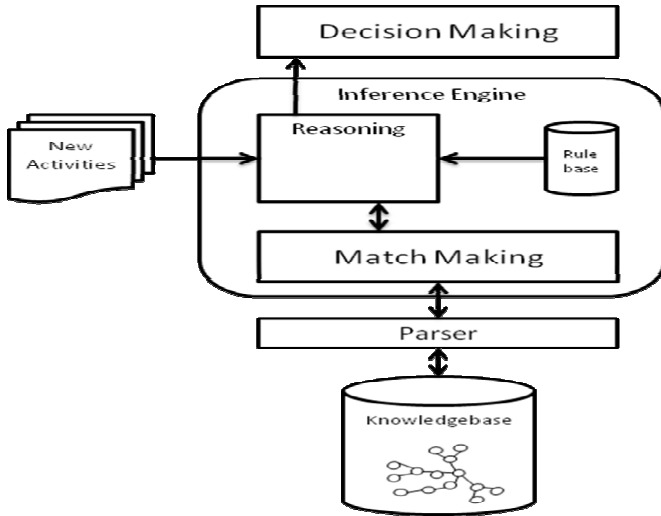 Decision Making
Inference Engine
Reasoning
New
Activities
Rule
base
Match Making
Parser
Knowledgebase